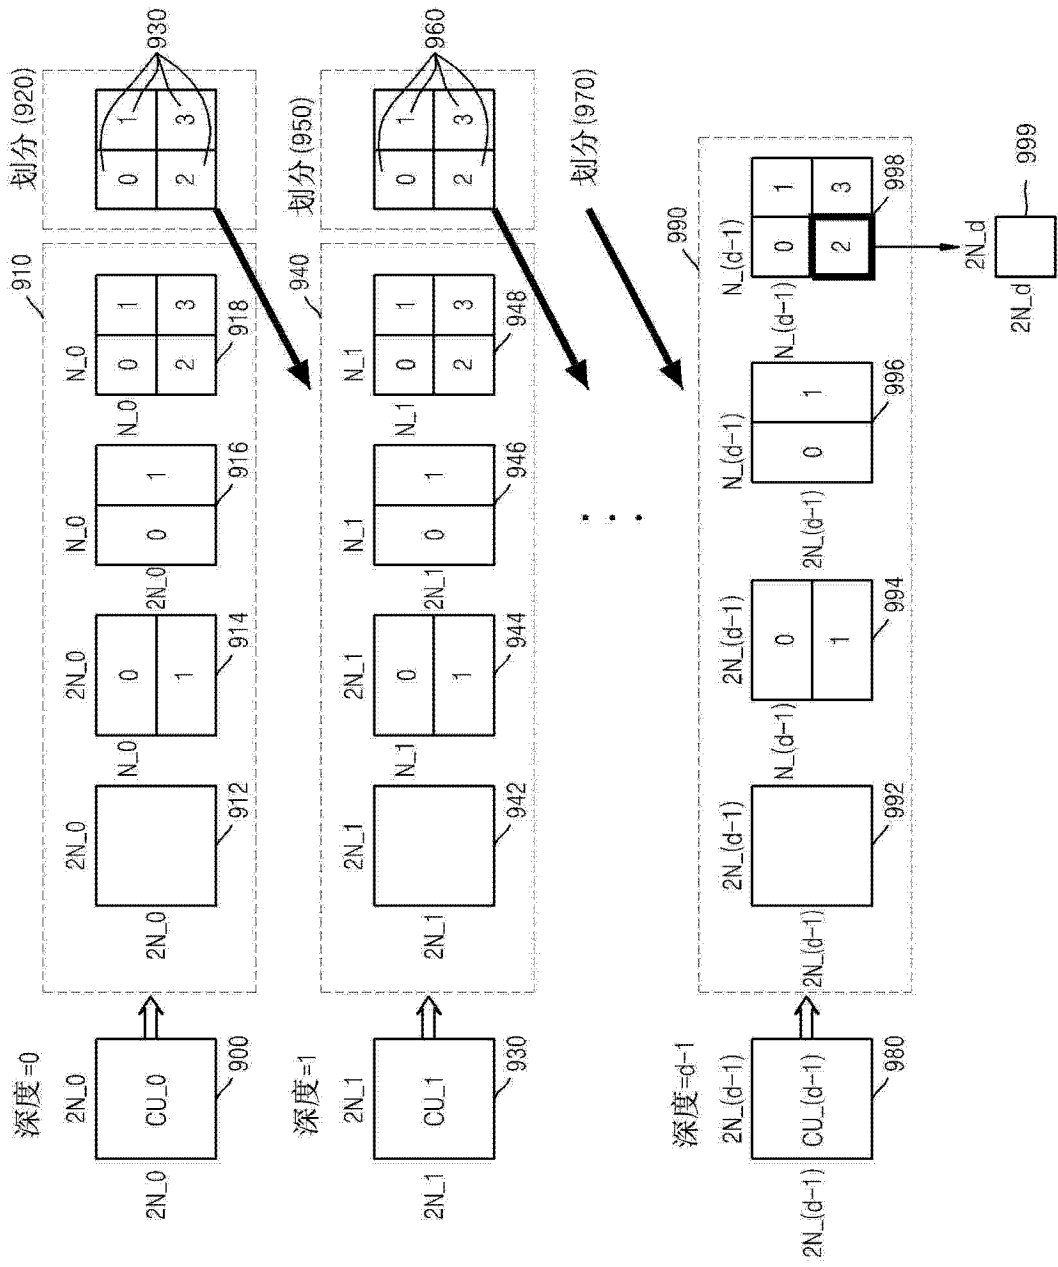 深度=0
2N_0
2N_0
CU_0
900
910
2N_0
2N_0
912
2N_0
N_0
0
1
914
N_0
2N_0
0
1
916
N_0
N_0
0
1
2
3
918
划分(920)
0
1
2
3
930
深度=1
2N_1
2N_1
CU_1
930
940
2N_1
2N_1
942
2N_1
N_1
0
1
944
N_1
2N_1
0
1
946
N_1
N_1
0
1
2
3
948
划分(950)
0
1
2
3
960
划分(970)
深度=d-1
2N_(d-1)
2N_(d-1)
CU_(d-1)
980
990
2N_(d-1)
2N_(d-1)
992
2N_(d-1)
N_(d-1)
0
1
994
N_(d-1)
2N_(d-1)
0
1
996
N_(d-1)
N_(d-1)
0
1
2
3
998
2N_d
2N_d
999